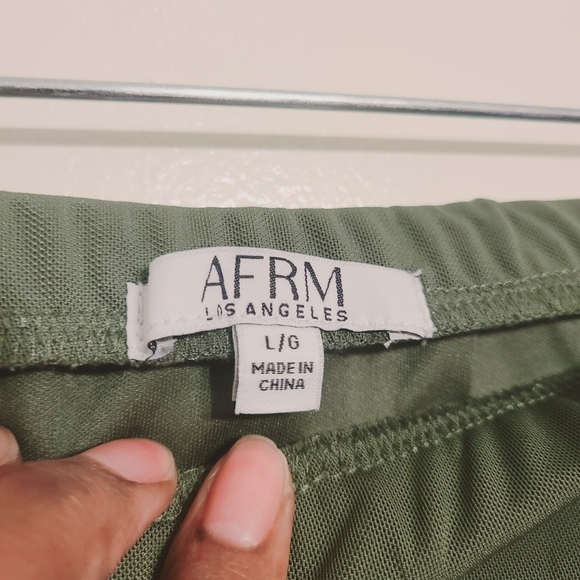 AFRM
LOS ANGELES
L/G
MADE IN
CHINA